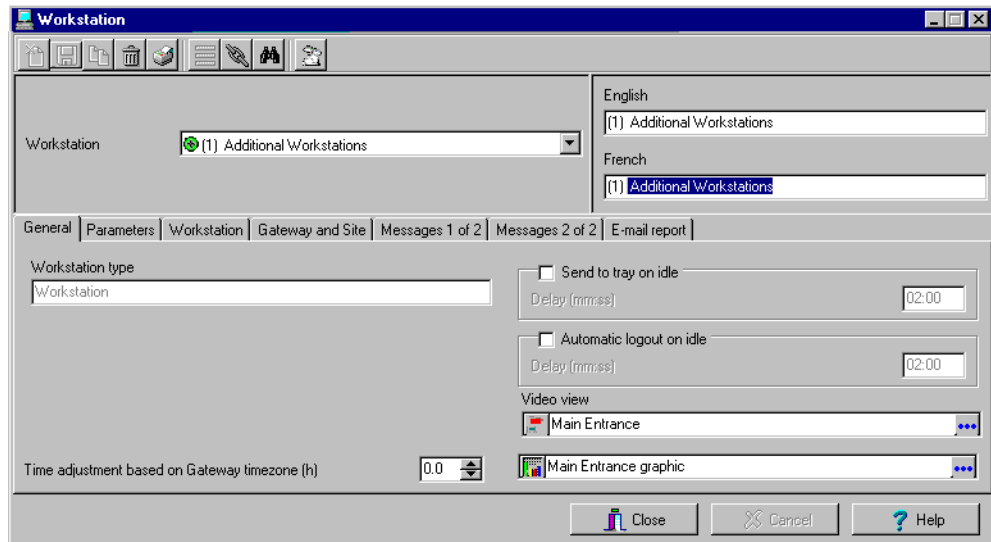 Workstation
English
(1) Additional Workstations
Workstation
(1) Additional Workstations
French
(1) Additional Workstations
General Parameters Workstation Gateway and Site Messages 1 of 2 Messages 2 of 2 E-mail report
Workstation type
Workstation
Send to tray on idle
Delay (mm:ss) 02:00
Automatic logout on idle
Delay (mm:ss) 02:00
Video view
Main Entrance
Time adjustment based on Gateway timezone (h) 0.0
Main Entrance graphic
Close Cancel Help